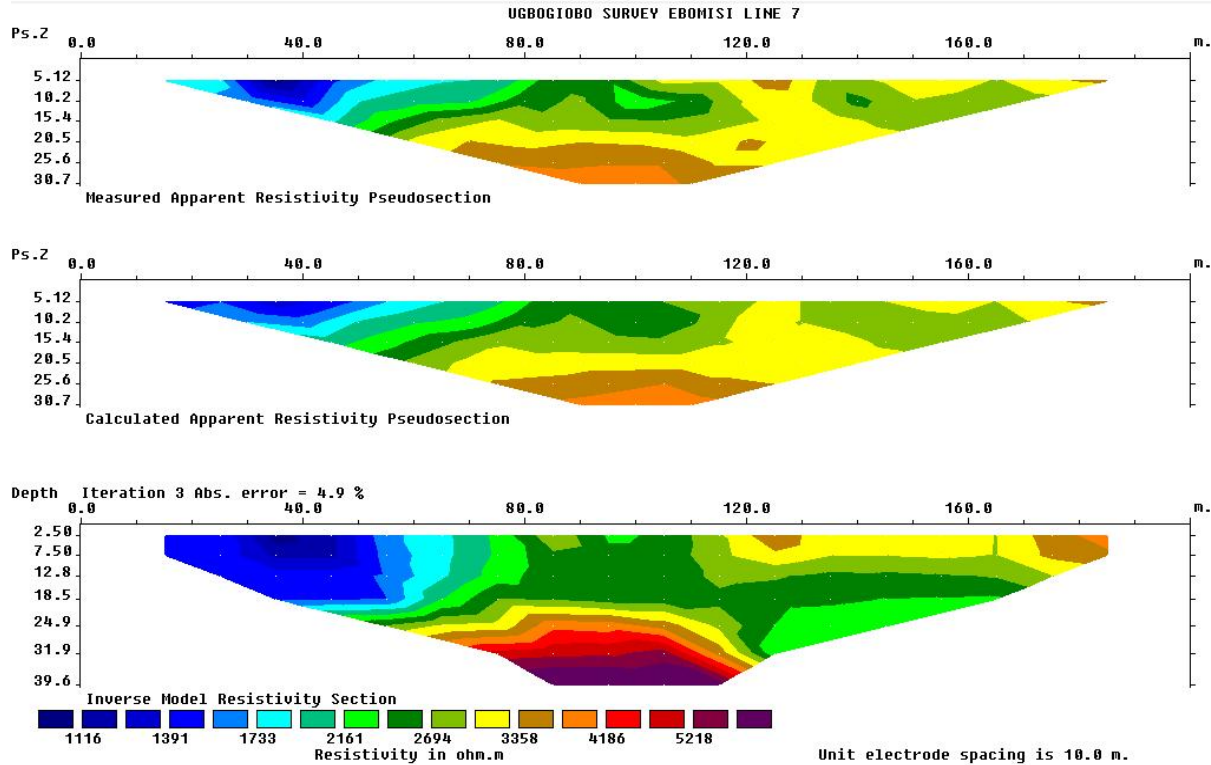 UGBOGIOBO SURVEY EBOMISI LINE 7
Ps.Z 0.0 40.0 80.0 120.0 160.0 m.
5.12
10.2
15.4
20.5
25.6
30.7
Measured Apparent Resistivity Pseudosection
Ps.Z 0.0 40.0 80.0 120.0 160.0 m.
5.12
10.2
15.4
20.5
25.6
30.7
Calculated Apparent Resistivity Pseudosection
Depth Iteration 3 Abs. error = 4.9 %
0.0 40.0 80.0 120.0 160.0 m.
2.50
7.50
12.8
18.5
24.9
31.9
39.6
Inverse Model Resistivity Section
1116 1391 1733 2161 2694 3358 4186 5218
Resistivity in ohm.m Unit electrode spacing is 10.0 m.